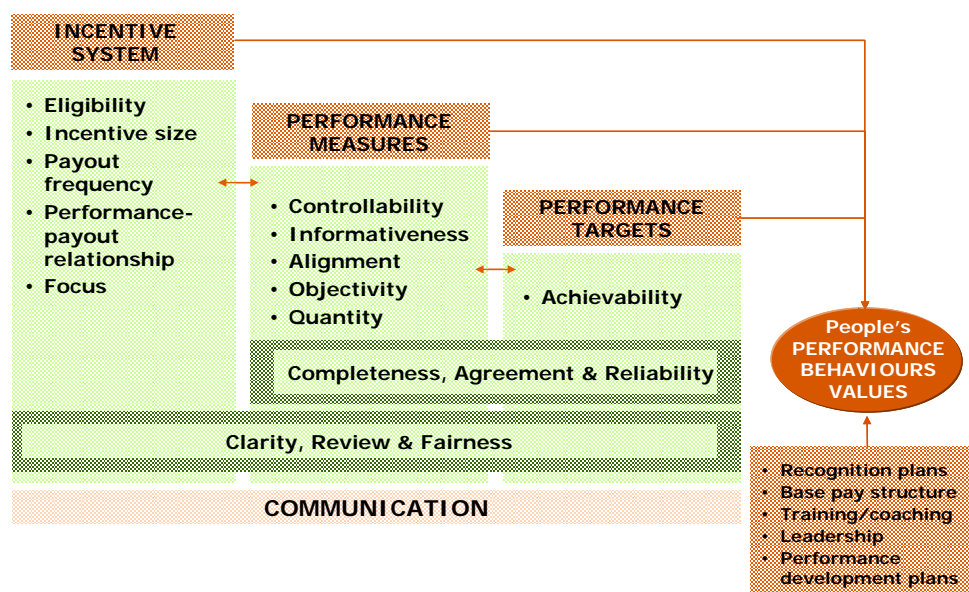 INCENTIVE
SYSTEM
• Eligibility
• Incentive size
• Payout
frequency
• Performance-
payout
relationship
• Focus
PERFORMANCE
MEASURES
• Controllability
• Informativeness
• Alignment
• Objectivity
• Quantity
PERFORMANCE
TARGETS
• Achievability
Completeness, Agreement & Reliability
Clarity, Review & Fairness
COMMUNICATION
People's
PERFORMANCE
BEHAVIOURS
VALUES
• Recognition plans
• Base pay structure
• Training/coaching
• Leadership
• Performance
development plans